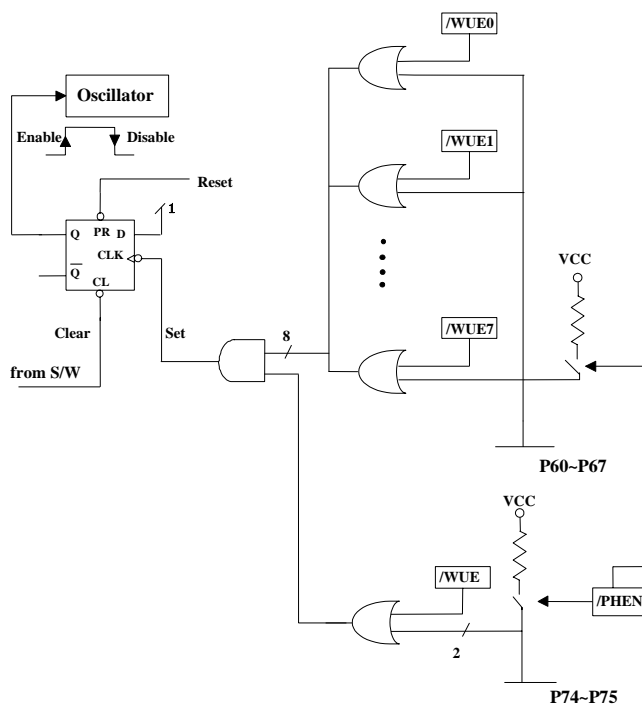 /WUE0
Oscillator
Enable
Disable
/WUE1
Reset
1
Q
PR
D
CLK
Q
CL
VCC
/WUE7
Clear
Set
8
from S/W
P60~P67
VCC
/WUE
/PHEN
2
P74~P75